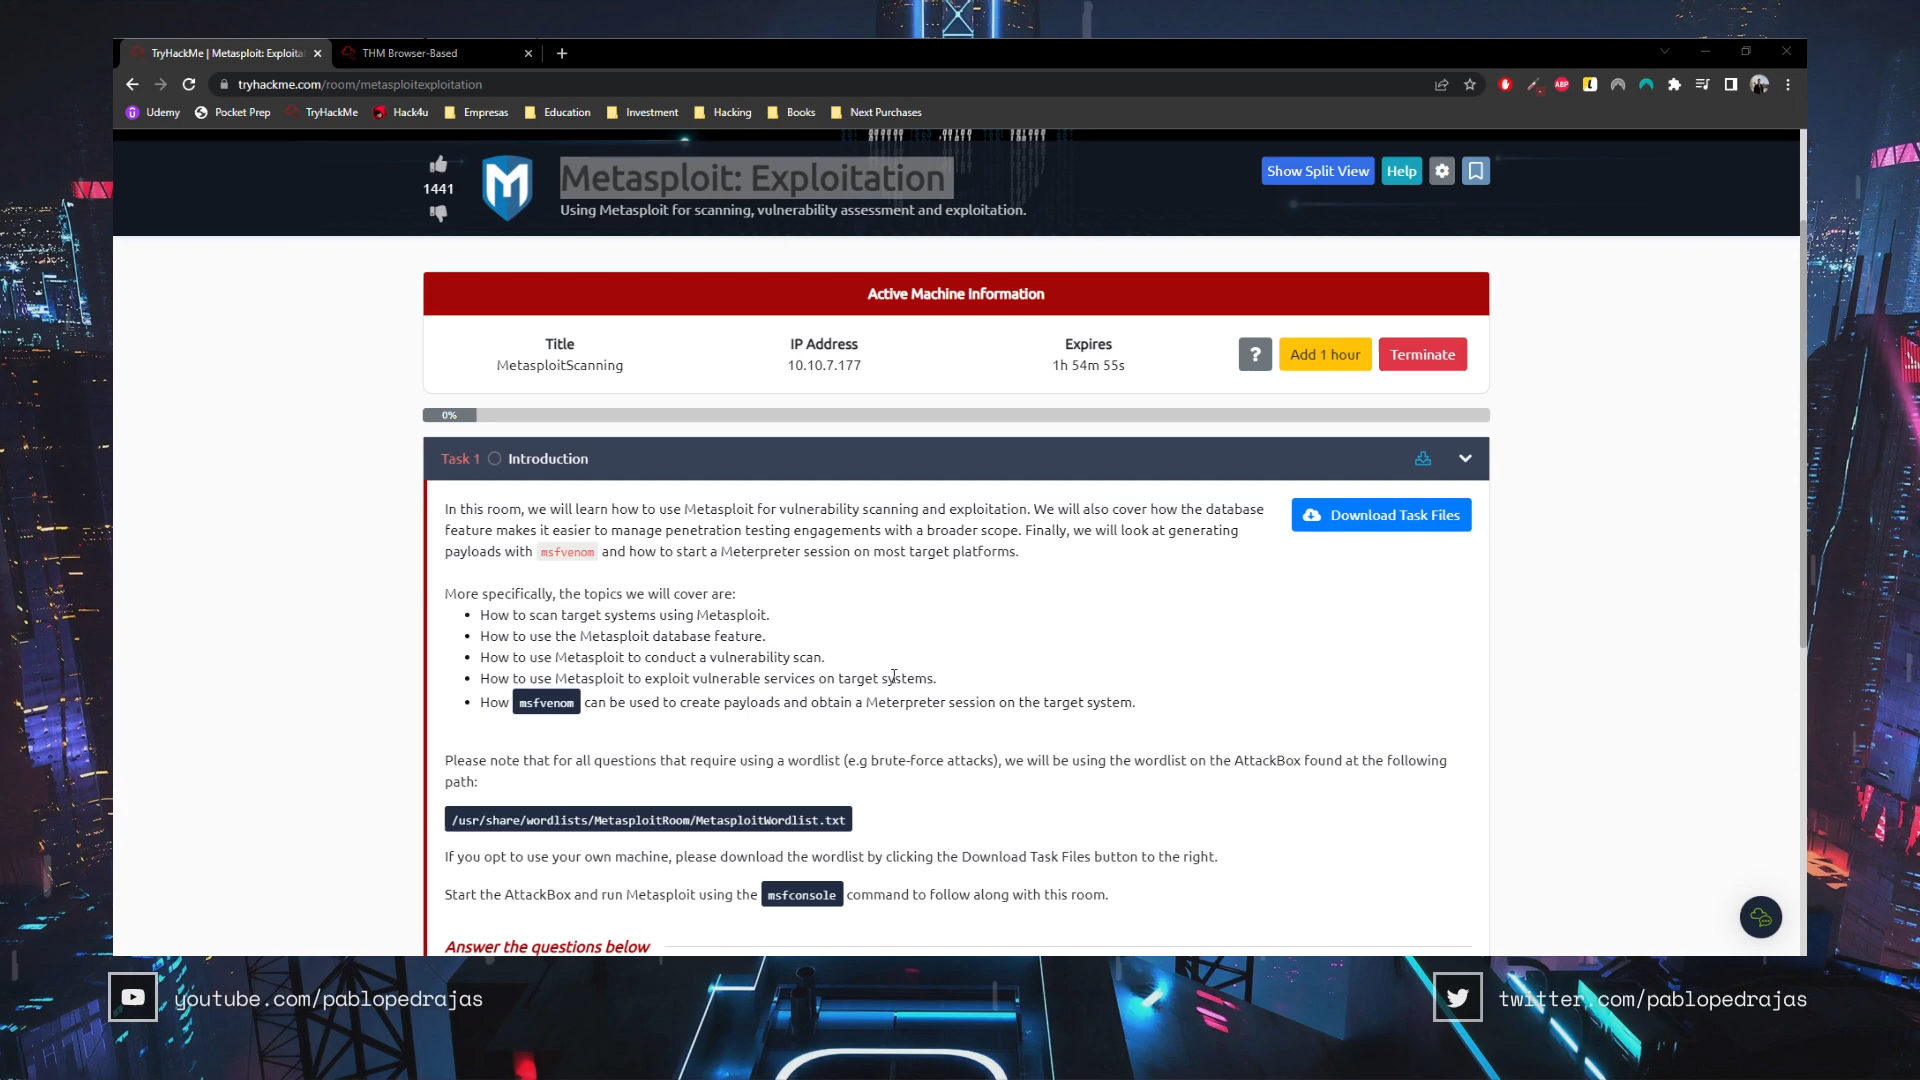 TryHackMe | Metasploit: Exploita
THM Browser-Based
tryhackme.com/room/metasploitexploitation
ABP
Udemy
Pocket Prep
TryHackMe
Hack4u
Empresas
Education
Investment
Hacking
Books
Next Purchases
1441
Metasploit: Exploitation
Using Metasploit for scanning, vulnerability assessment and exploitation.
Show Split View
Help
Active Machine Information
Title
MetasploitScanning
IP Address
10.10.7.177
Expires
1h 54m 55s
?
Add 1 hour
Terminate
0%
Task 1 Introduction
In this room, we will learn how to use Metasploit for vulnerability scanning and exploitation. We will also cover how the database
feature makes it easier to manage penetration testing engagements with a broader scope. Finally, we will look at generating
payloads with msfvenom and how to start a Meterpreter session on most target platforms.
Download Task Files
More specifically, the topics we will cover are:
• How to scan target systems using Metasploit.
• How to use the Metasploit database feature.
• How to use Metasploit to conduct a vulnerability scan.
• How to use Metasploit to exploit vulnerable services on target systems.
• How msfvenom can be used to create payloads and obtain a Meterpreter session on the target system.
Please note that for all questions that require using a wordlist (e.g brute-force attacks), we will be using the wordlist on the AttackBox found at the following
path:
/usr/share/wordlists/MetasploitRoom/MetasploitWordlist.txt
If you opt to use your own machine, please download the wordlist by clicking the Download Task Files button to the right.
Start the AttackBox and run Metasploit using the msfconsole command to follow along with this room.
Answer the questions below
youtube.com/pablopedrajas
twitter.com/pablopedrajas